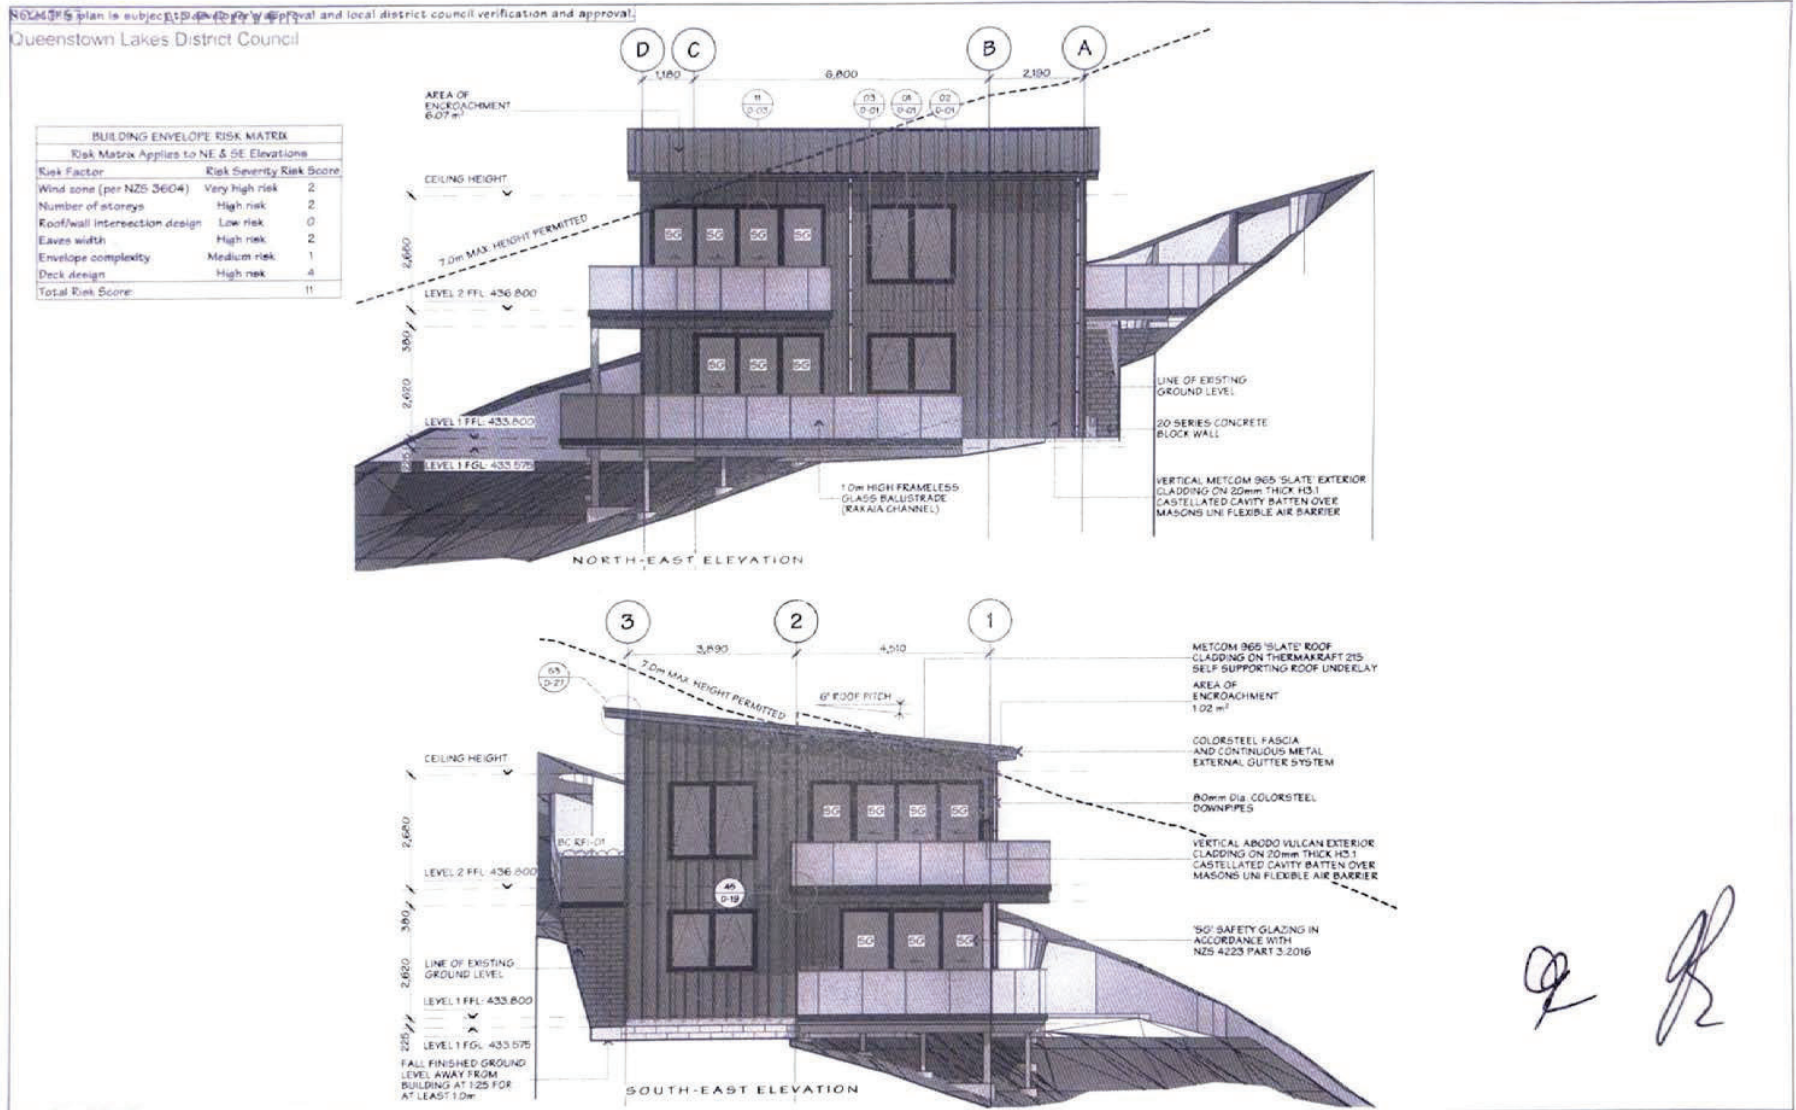 plan is subject to developer's approval and local district council verification and approval.
Queenstown Lakes District Council
BUILDING ENVELOPE RISK MATRIX
Risk Matrix Applies to NE & SE Elevations
Risk Factor Risk Severity Risk Score
Wind zone (per NZS 3604) Very high risk 2
Number of storeys High risk 2
Roof/wall intersection design Low risk 0
Eaves width High risk 2
Envelope complexity Medium risk 1
Deck design High risk 4
Total Risk Score: 11
D C B A
1,180 6,800 2,190
AREA OF
ENCROACHMENT
6.07 m²
11
D-03
03
D-01
01
D-01
02
D-01
CEILING HEIGHT
7.0m MAX. HEIGHT PERMITTED
SG SG SG SG
LEVEL 2 FFL: 436.800
380
SG SG SG
2,620
LEVEL 1 FFL: 433.800
LEVEL 1 FGL: 433.575
LINE OF EXISTING
GROUND LEVEL
20 SERIES CONCRETE
BLOCK WALL
1.0m HIGH FRAMELESS
GLASS BALUSTRADE
(RAKAIA CHANNEL)
VERTICAL METCOM 965 'SLATE' EXTERIOR
CLADDING ON 20mm THICK H3.1
CASTELLATED CAVITY BATTEN OVER
MASONS UNI FLEXIBLE AIR BARRIER
NORTH-EAST ELEVATION
3 2 1
3,890 4,510
7.0m MAX. HEIGHT PERMITTED
6° ROOF PITCH
D-27
METCOM 965 'SLATE' ROOF
CLADDING ON THERMAKRAFT 215
SELF SUPPORTING ROOF UNDERLAY
AREA OF
ENCROACHMENT
1.02 m²
COLORSTEEL FASCIA
AND CONTINUOUS METAL
EXTERNAL GUTTER SYSTEM
CEILING HEIGHT
80mm Dia. COLORSTEEL
DOWNPIPES
SG SG SG SG
2,680
BC RFI-01
VERTICAL ABODO VULCAN EXTERIOR
CLADDING ON 20mm THICK H3.1
CASTELLATED CAVITY BATTEN OVER
MASONS UNI FLEXIBLE AIR BARRIER
LEVEL 2 FFL: 436.800
46
D-19
380
SG SG SG
'SG' SAFETY GLAZING IN
ACCORDANCE WITH
NZS 4223 PART 3:2016
2,620
LINE OF EXISTING
GROUND LEVEL
LEVEL 1 FFL: 433.800
225
LEVEL 1 FGL: 433.575
FALL FINISHED GROUND
LEVEL AWAY FROM
BUILDING AT 1:25 FOR
AT LEAST 1.0m
SOUTH-EAST ELEVATION